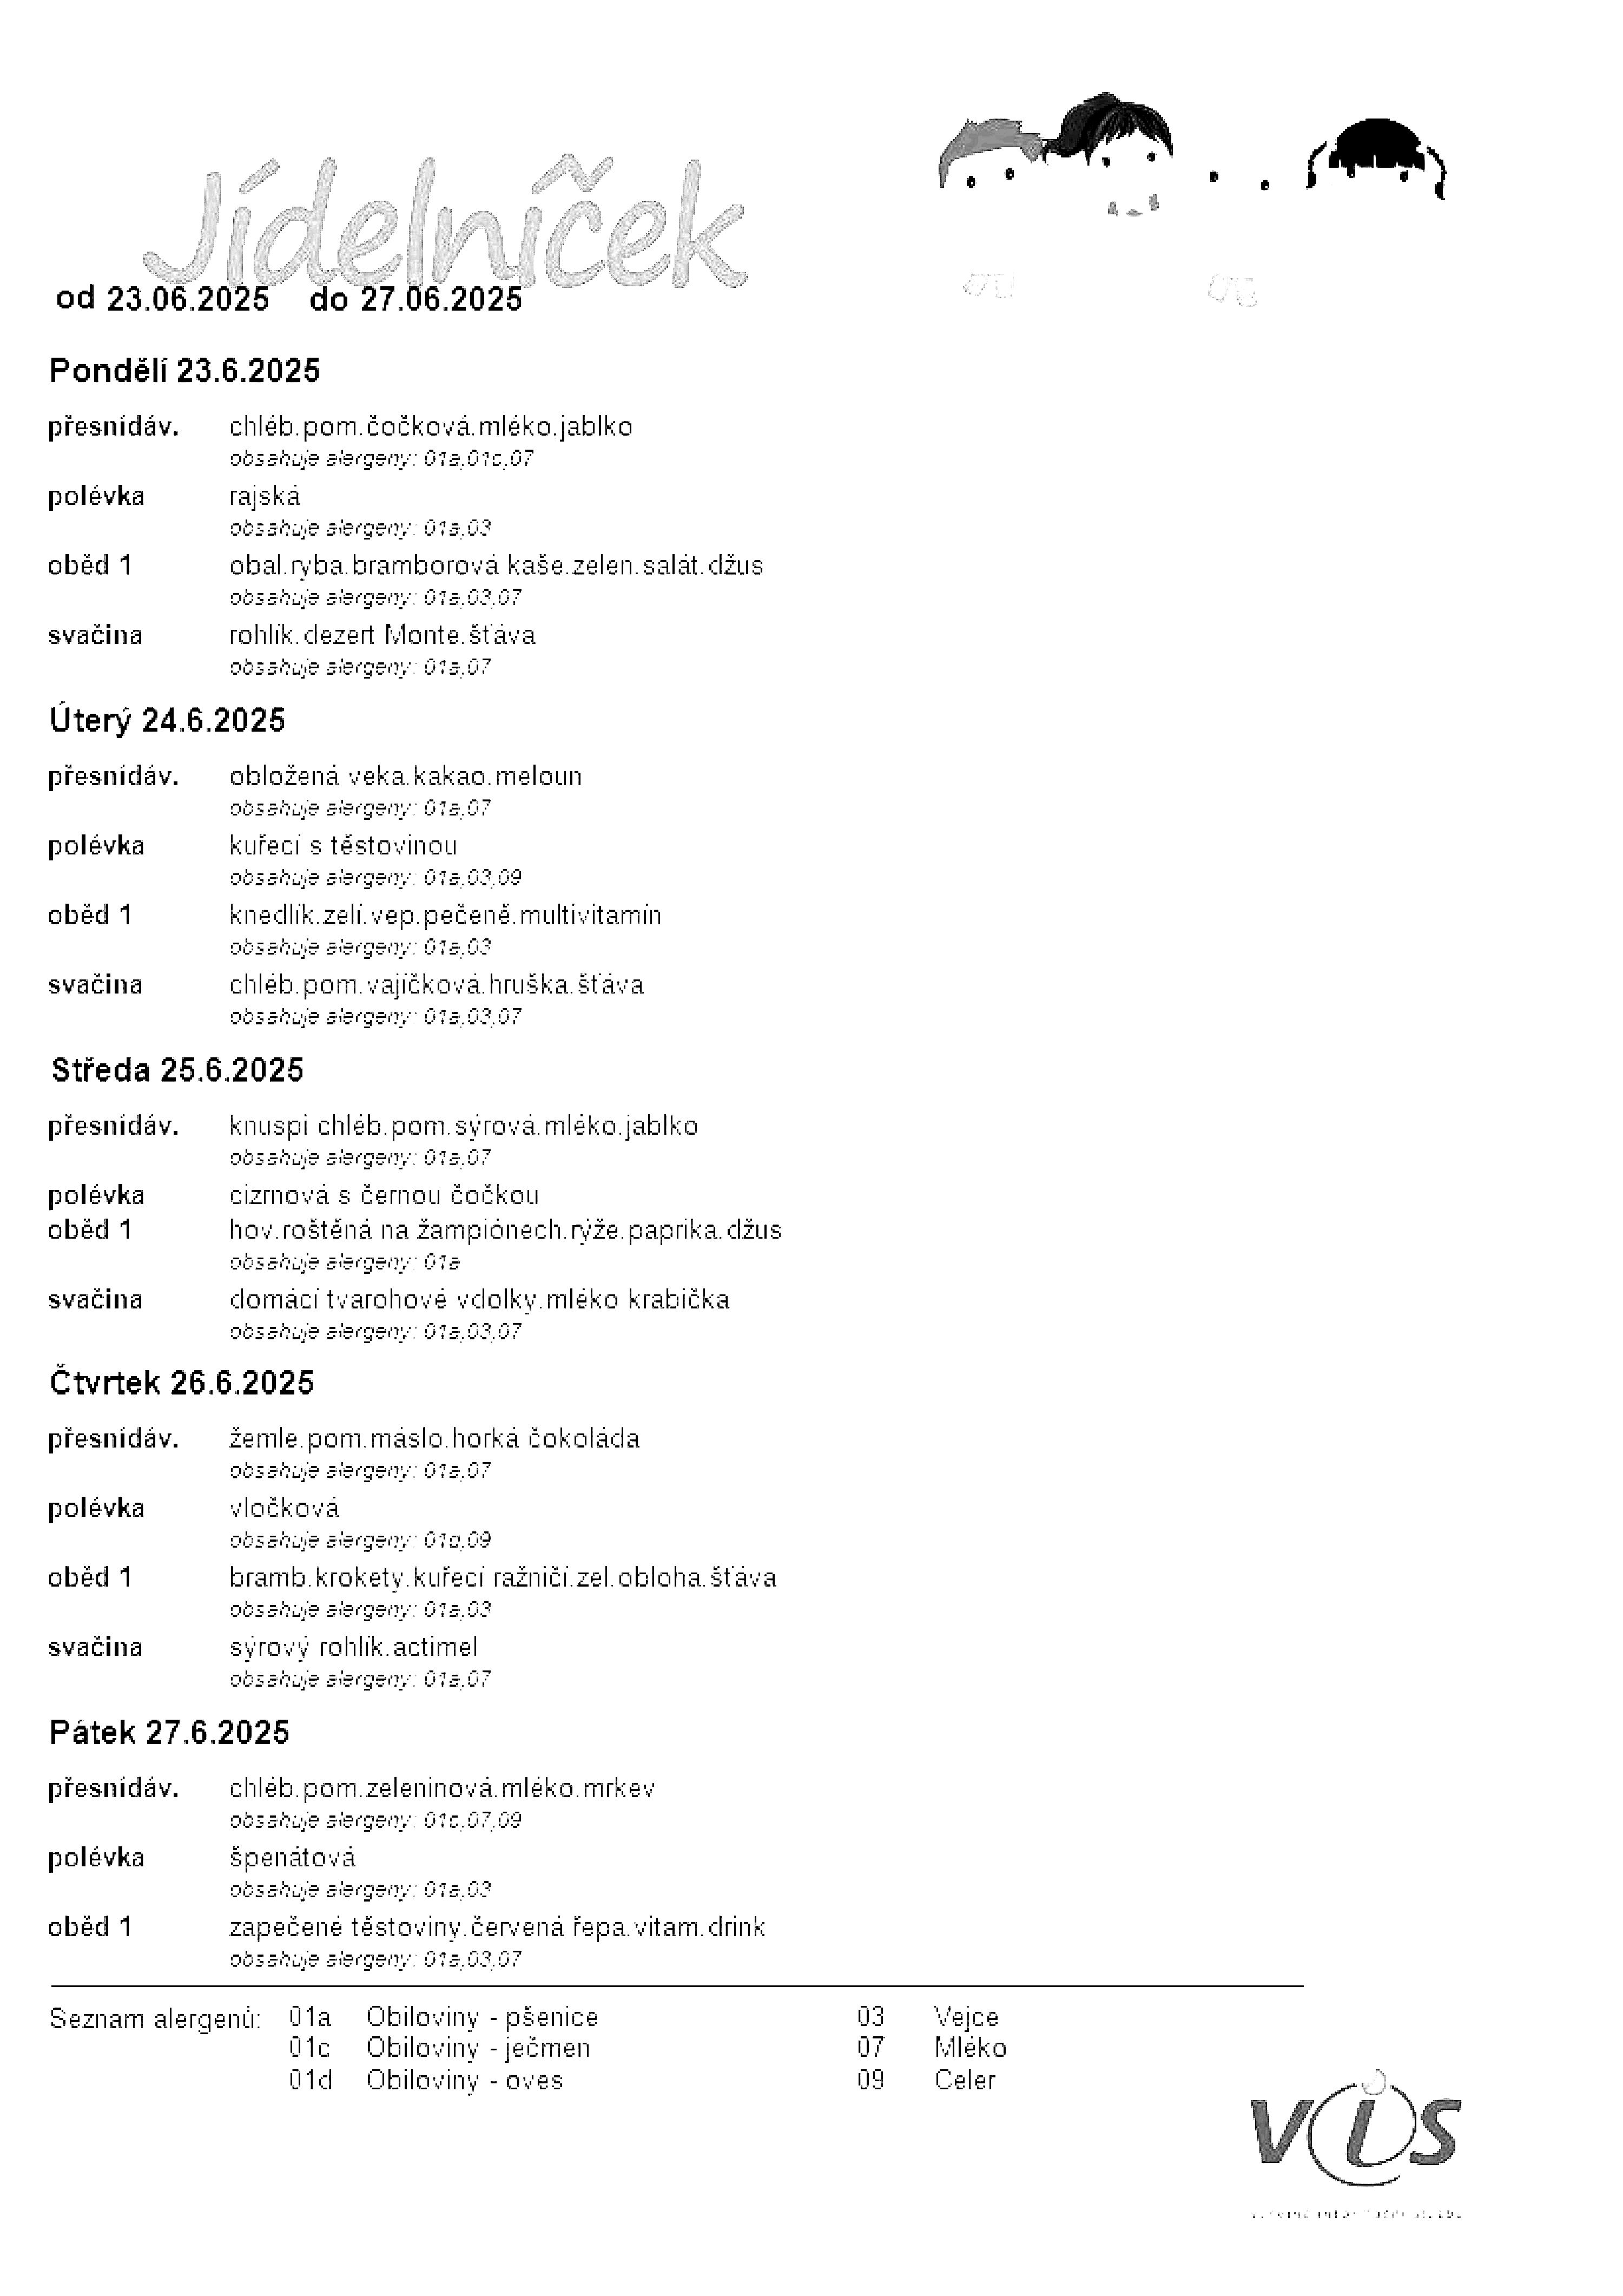 Jídelníček
od 23.06.2025 do 27.06.2025
Pondělí 23.6.2025
přesnídáv. chléb.pom.čočková.mléko.jablko
obsahuje alergeny: 01a,01c,07
polévka rajská
obsahuje alergeny: 01a,03
oběd 1 obal.ryba.bramborová kaše.zelen.salát.džus
obsahuje alergeny: 01a,03,07
svačina rohlík.dezert Monte.šťáva
obsahuje alergeny: 01a,07
Úterý 24.6.2025
přesnídáv. obložená veka.kakao.meloun
obsahuje alergeny: 01a,07
polévka kuřecí s těstovinou
obsahuje alergeny: 01a,03,09
oběd 1 knedlík.zelí.vep.pečeně.multivitamín
obsahuje alergeny: 01a,03
svačina chléb.pom.vajíčková.hruška.šťáva
obsahuje alergeny: 01a,03,07
Středa 25.6.2025
přesnídáv. knuspi chléb.pom.sýrová.mléko.jablko
obsahuje alergeny: 01a,07
polévka cizrnová s černou čočkou
oběd 1 hov.roštěná na žampiónech.rýže.paprika.džus
obsahuje alergeny: 01a
svačina domácí tvarohové vdolky.mléko krabička
obsahuje alergeny: 01a,03,07
Čtvrtek 26.6.2025
přesnídáv. žemle.pom.máslo.horká čokoláda
obsahuje alergeny: 01a,07
polévka vločková
obsahuje alergeny: 01d,09
oběd 1 bramb.krokety.kuřecí ražničí.zel.obloha.šťáva
obsahuje alergeny: 01a,03
svačina sýrový rohlík.actimel
obsahuje alergeny: 01a,07
Pátek 27.6.2025
přesnídáv. chléb.pom.zeleninová.mléko.mrkev
obsahuje alergeny: 01c,07,09
polévka špenátová
obsahuje alergeny: 01a,03
oběd 1 zapečené těstoviny.červená řepa.vitam.drink
obsahuje alergeny: 01a,03,07
Seznam alergenů: 01a Obiloviny - pšenice 03 Vejce
01c Obiloviny - ječmen 07 Mléko
01d Obiloviny - oves 09 Celer
vis